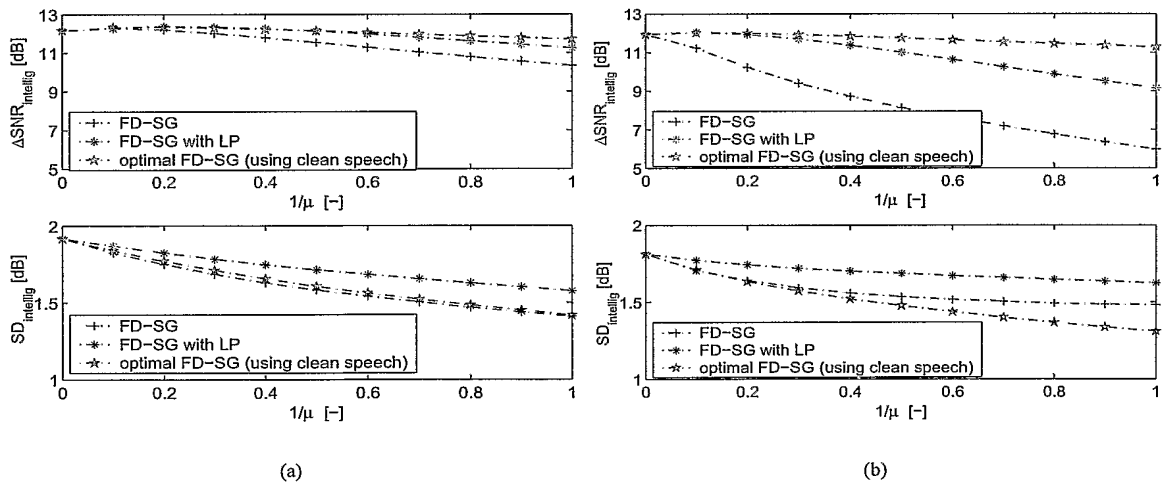 13
11
9
7
5
ΔSNR_intellig [dB]
FD−SG
FD−SG with LP
optimal FD−SG (using clean speech)
0 0.2 0.4 0.6 0.8 1
1/μ [−]
2
1.5
1
SD_intellig [dB]
FD−SG
FD−SG with LP
optimal FD−SG (using clean speech)
0 0.2 0.4 0.6 0.8 1
1/μ [−]
(a)
13
11
9
7
5
ΔSNR_intellig [dB]
FD−SG
FD−SG with LP
optimal FD−SG (using clean speech)
0 0.2 0.4 0.6 0.8 1
1/μ [−]
2
1.5
1
SD_intellig [dB]
FD−SG
FD−SG with LP
optimal FD−SG (using clean speech)
0 0.2 0.4 0.6 0.8 1
1/μ [−]
(b)